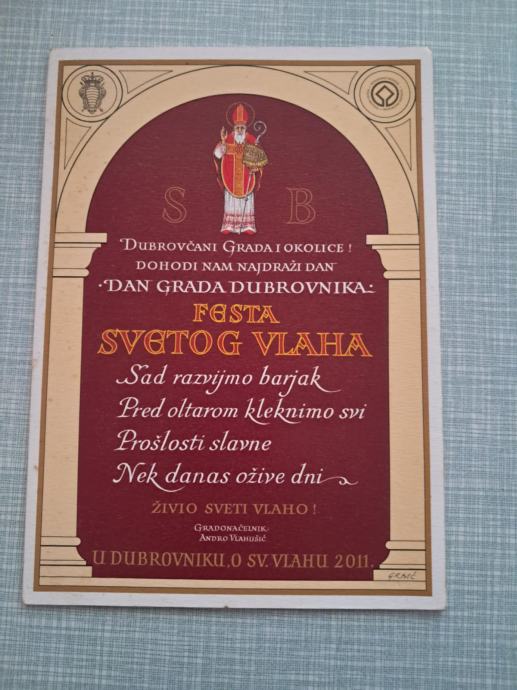 S B
DUBROVČANI GRADA I OKOLICE!
DOHODI NAM NAJDRAŽI DAN
·DAN GRADA DUBROVNIKA·
FESTA
SVETOG VLAHA
Sad razvijmo barjak
Pred oltarom kleknimo svi
Prošlosti slavne
Nek danas ožive dni
ŽIVIO SVETI VLAHO!
GRADONAČELNIK
ANDRO VLAHUŠIĆ
U DUBROVNIKU, O SV. VLAHU 2011.